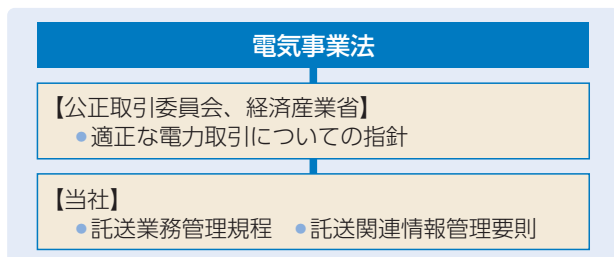 電気事業法
【公正取引委員会、経済産業省】
●適正な電力取引についての指針
【当社】
●託送業務管理規程 ●託送関連情報管理要則